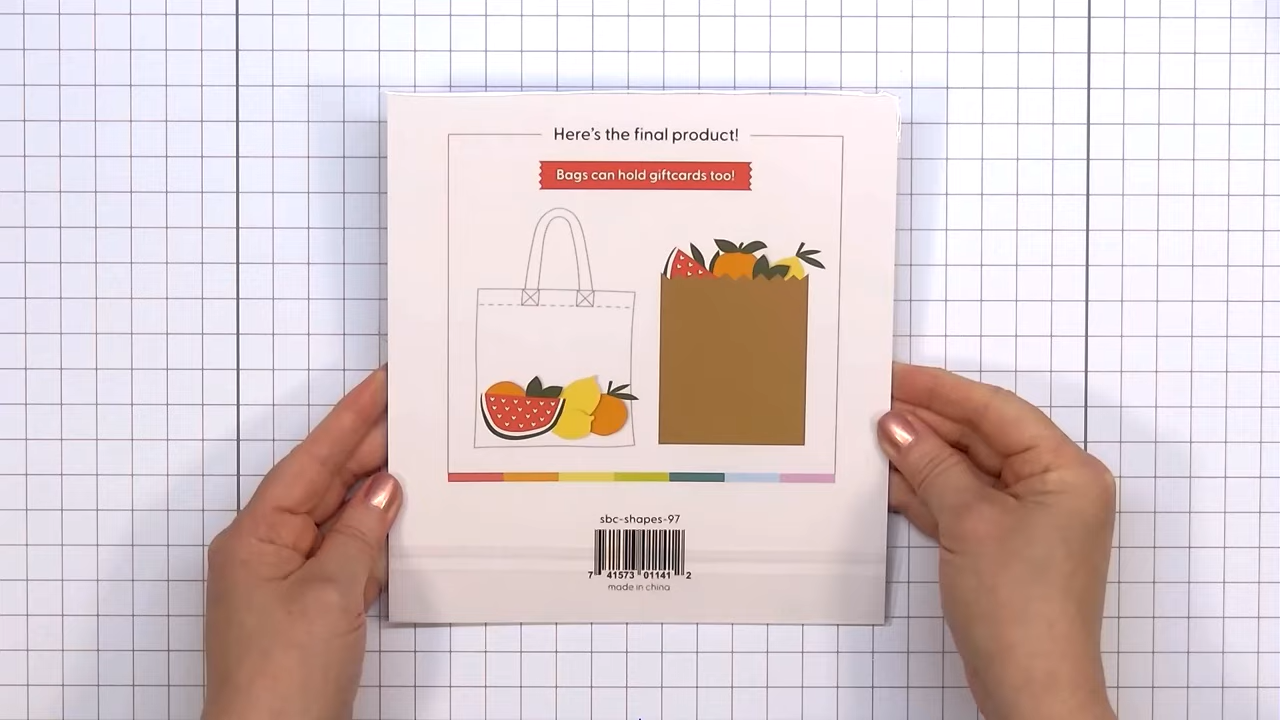 Here's the final product!
Bags can hold giftcards too!
sbc-shapes-97
7 41573 01141 2
made in china